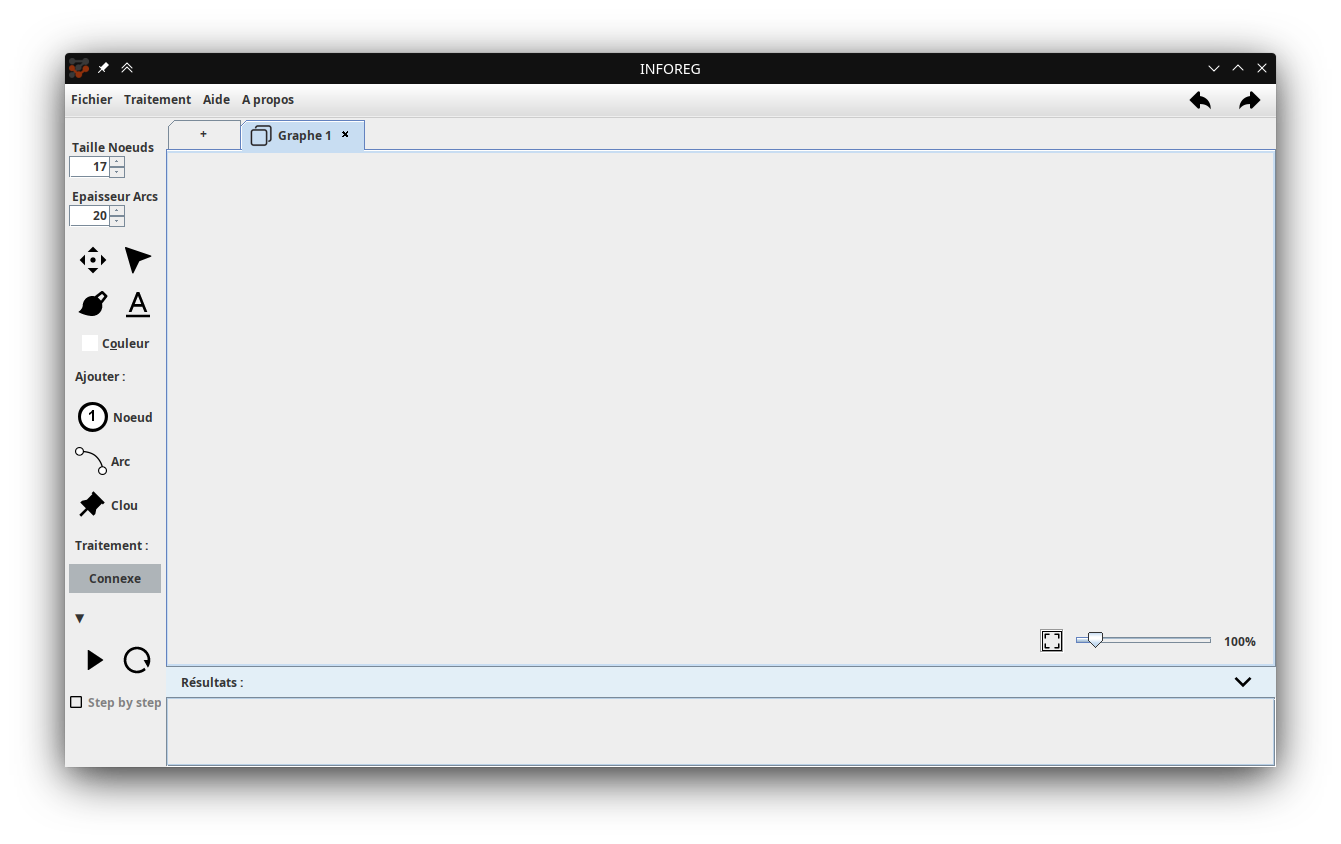 INFOREG
Fichier Traitement Aide A propos
+ Graphe 1
Taille Noeuds
17
Epaisseur Arcs
20
A
Couleur
Ajouter :
1 Noeud
Arc
Clou
Traitement :
Connexe
100%
Résultats :
Step by step